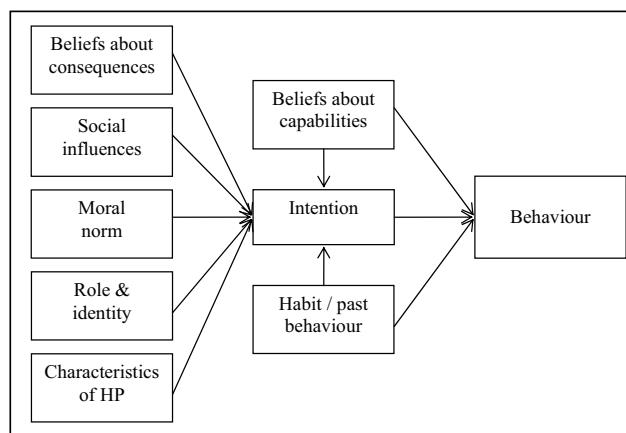 Beliefs about
consequences
Social
influences
Moral
norm
Role &
identity
Characteristics
of HP
Beliefs about
capabilities
Intention
Habit / past
behaviour
Behaviour